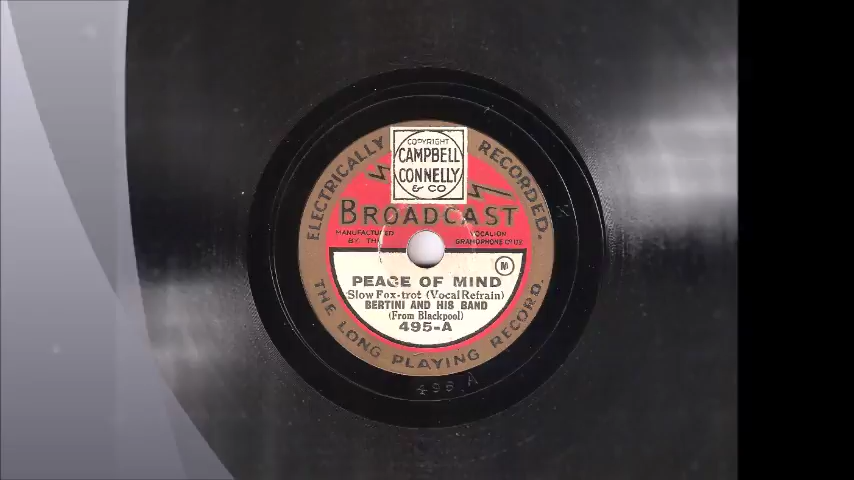 COPYRIGHT
CAMPBELL
CONNELLY
& CO
ELECTRICALLY RECORDED.
BROADCAST
MANUFACTURED
BY THE
VOCALION
GRAMOPHONE CO LTD
M
PEACE OF MIND
Slow Fox-trot (Vocal Refrain)
BERTINI AND HIS BAND
(From Blackpool)
495-A
THE LONG PLAYING RECORD.